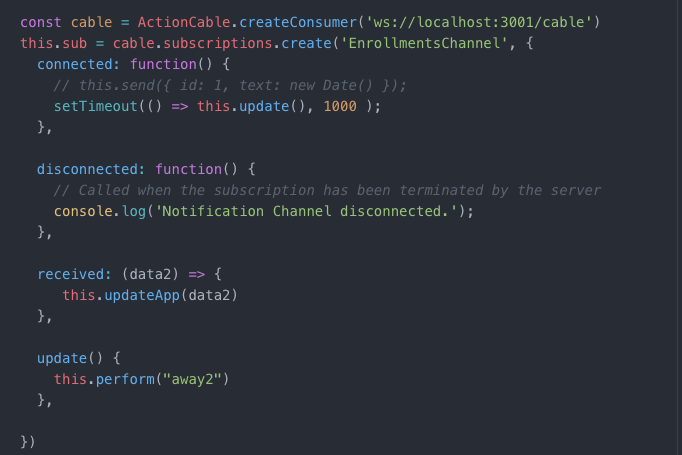 const cable = ActionCable.createConsumer('ws://localhost:3001/cable')
this.sub = cable.subscriptions.create('EnrollmentsChannel', {
connected: function() {
// this.send({ id: 1, text: new Date() });
setTimeout(() => this.update(), 1000 );
},
disconnected: function() {
// Called when the subscription has been terminated by the server
console.log('Notification Channel disconnected.');
},
received: (data2) => {
this.updateApp(data2)
},
update() {
this.perform("away2")
},
})